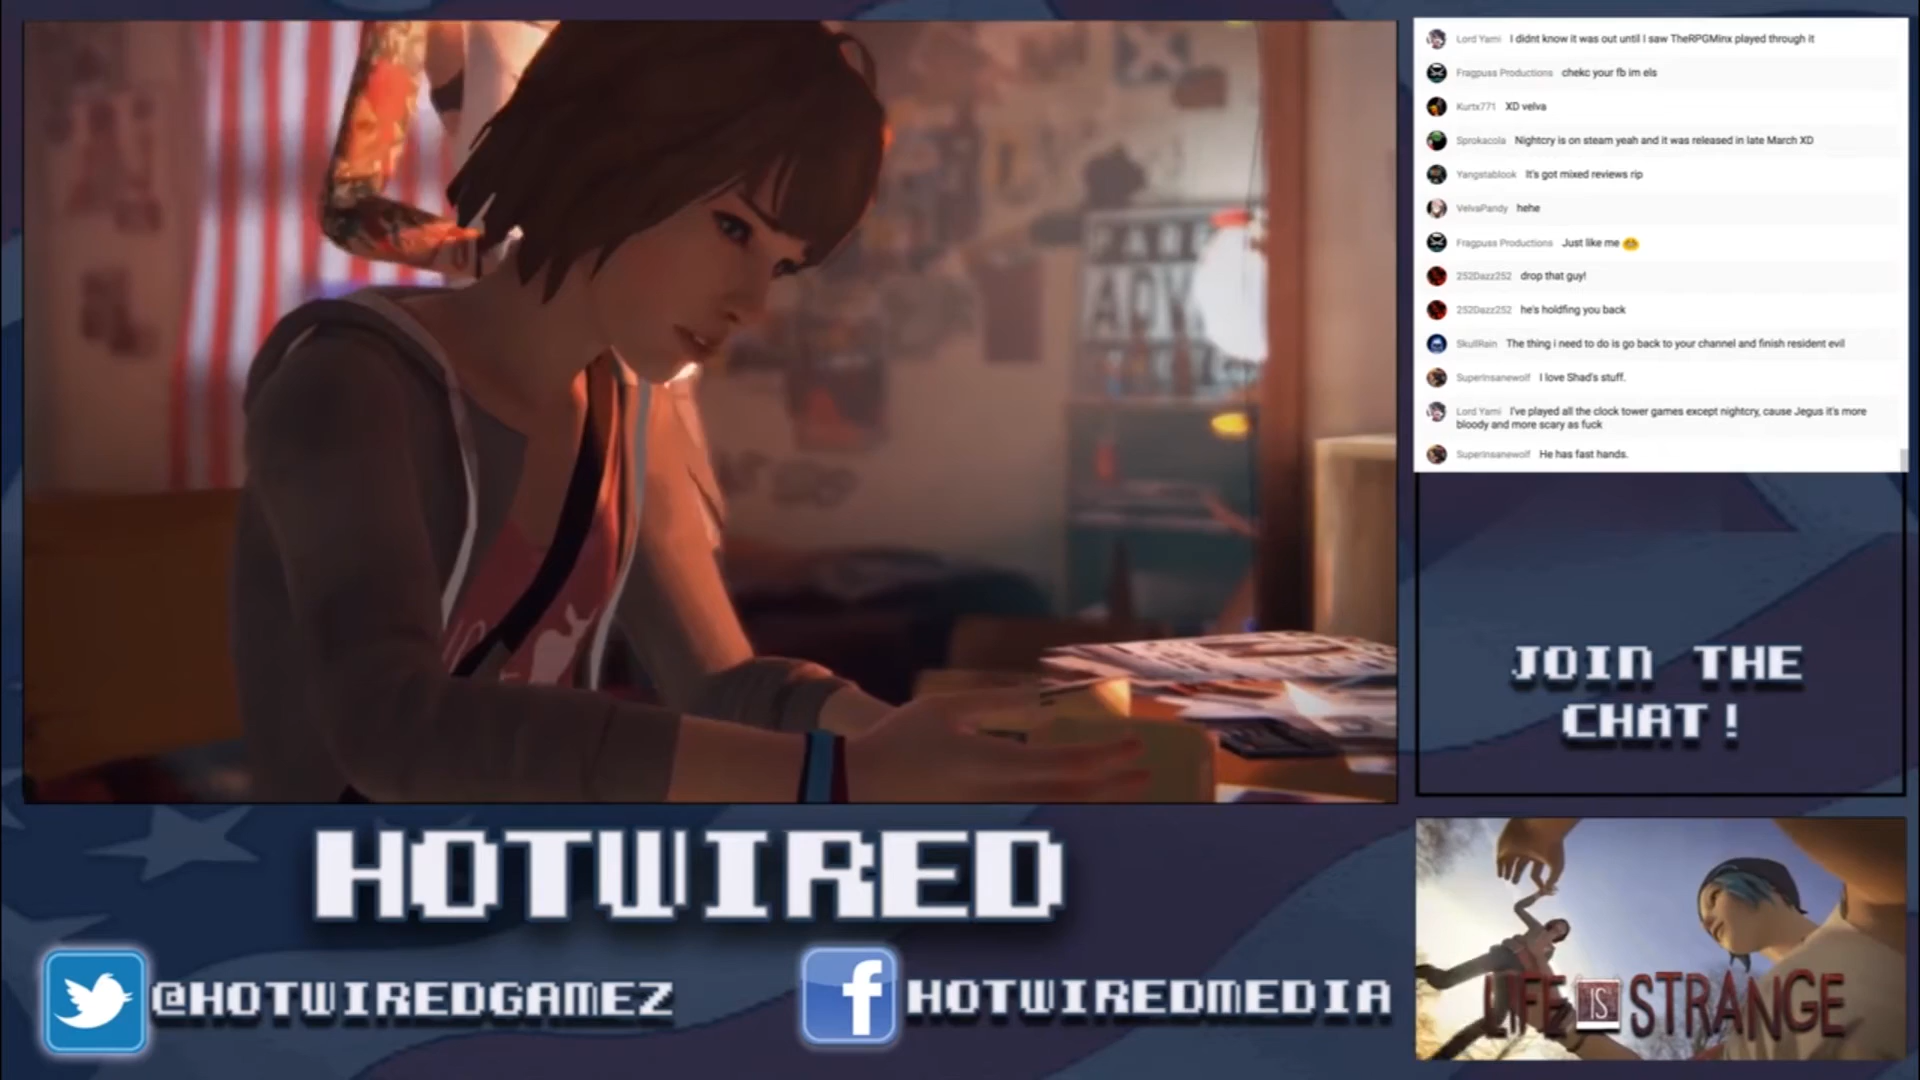 Lord Yami I didnt know it was out until I saw TheRPGMinx played through it
Fragpuss Productions chekc your fb im els
Kurtx771 XD velva
Sprokacola Nightcry is on steam yeah and it was released in late March XD
Yangstablook It's got mixed reviews rip
VelvaPandy hehe
Fragpuss Productions Just like me
252Dazz252 drop that guy!
252Dazz252 he's holdfing you back
SkullRain The thing i need to do is go back to your channel and finish resident evil
SuperInsanewolf I love Shad's stuff.
Lord Yami I've played all the clock tower games except nightcry, cause Jegus it's more
bloody and more scary as fuck
SuperInsanewolf He has fast hands.
JOIN THE
CHAT!
HOTWIRED
@HOTWIREDGAMEZ
HOTWIREDMEDIA
LIFE IS STRANGE